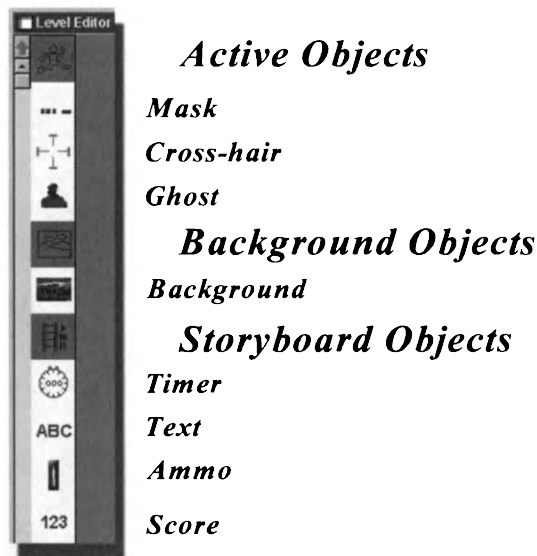 Level Editor
Active Objects
Mask
Cross-hair
Ghost
Background Objects
Background
Storyboard Objects
Timer
000
ABC
Text
Ammo
123
Score